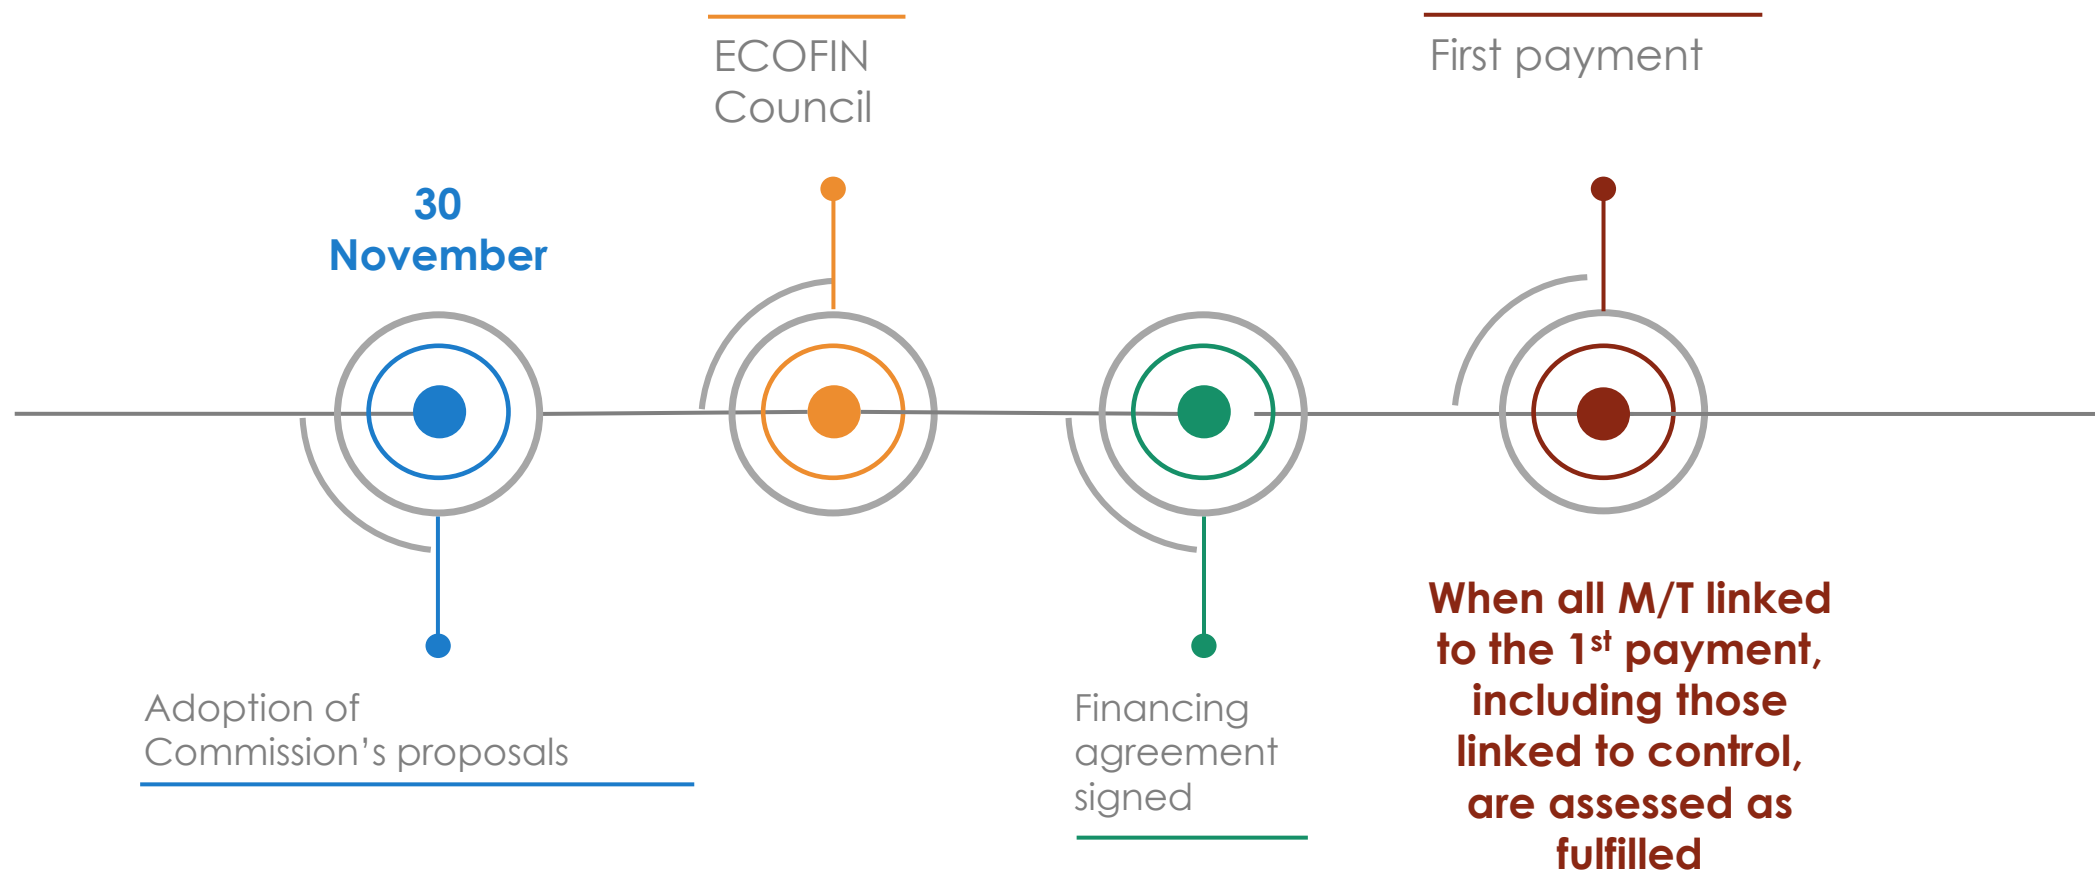 30
November
Adoption of
Commission's proposals
ECOFIN
Council
Financing
agreement
signed
First payment
When all M/T linked
to the 1st payment,
including those
linked to control,
are assessed as
fulfilled